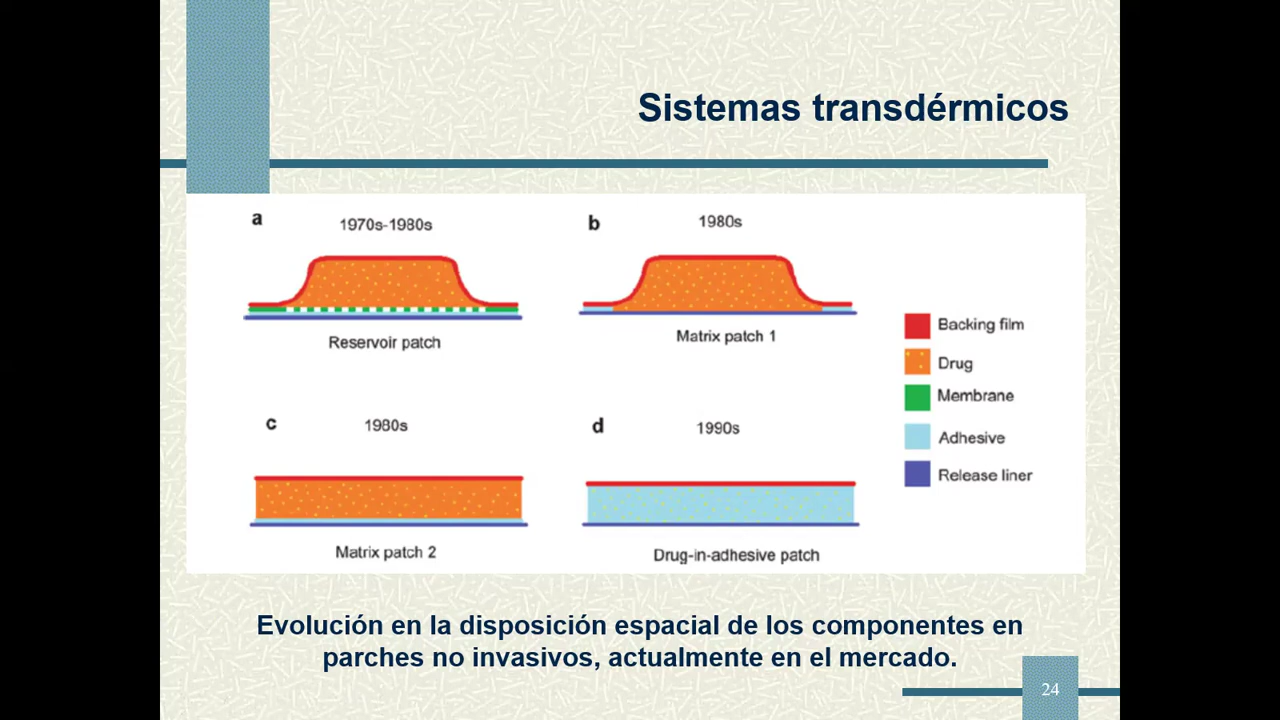 Sistemas transdérmicos
a
1970s-1980s
b
1980s
Reservoir patch
Matrix patch 1
c
1980s
d
1990s
Matrix patch 2
Drug-in-adhesive patch
Backing film
Drug
Membrane
Adhesive
Release liner
Evolución en la disposición espacial de los componentes en
parches no invasivos, actualmente en el mercado.
24